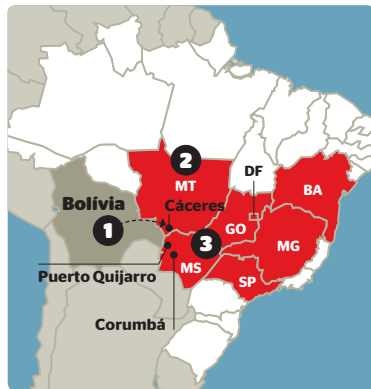 2
DF
MT
BA
Bolívia
Cáceres
1
GO
3
MG
MS
Puerto Quijarro
SP
Corumbá